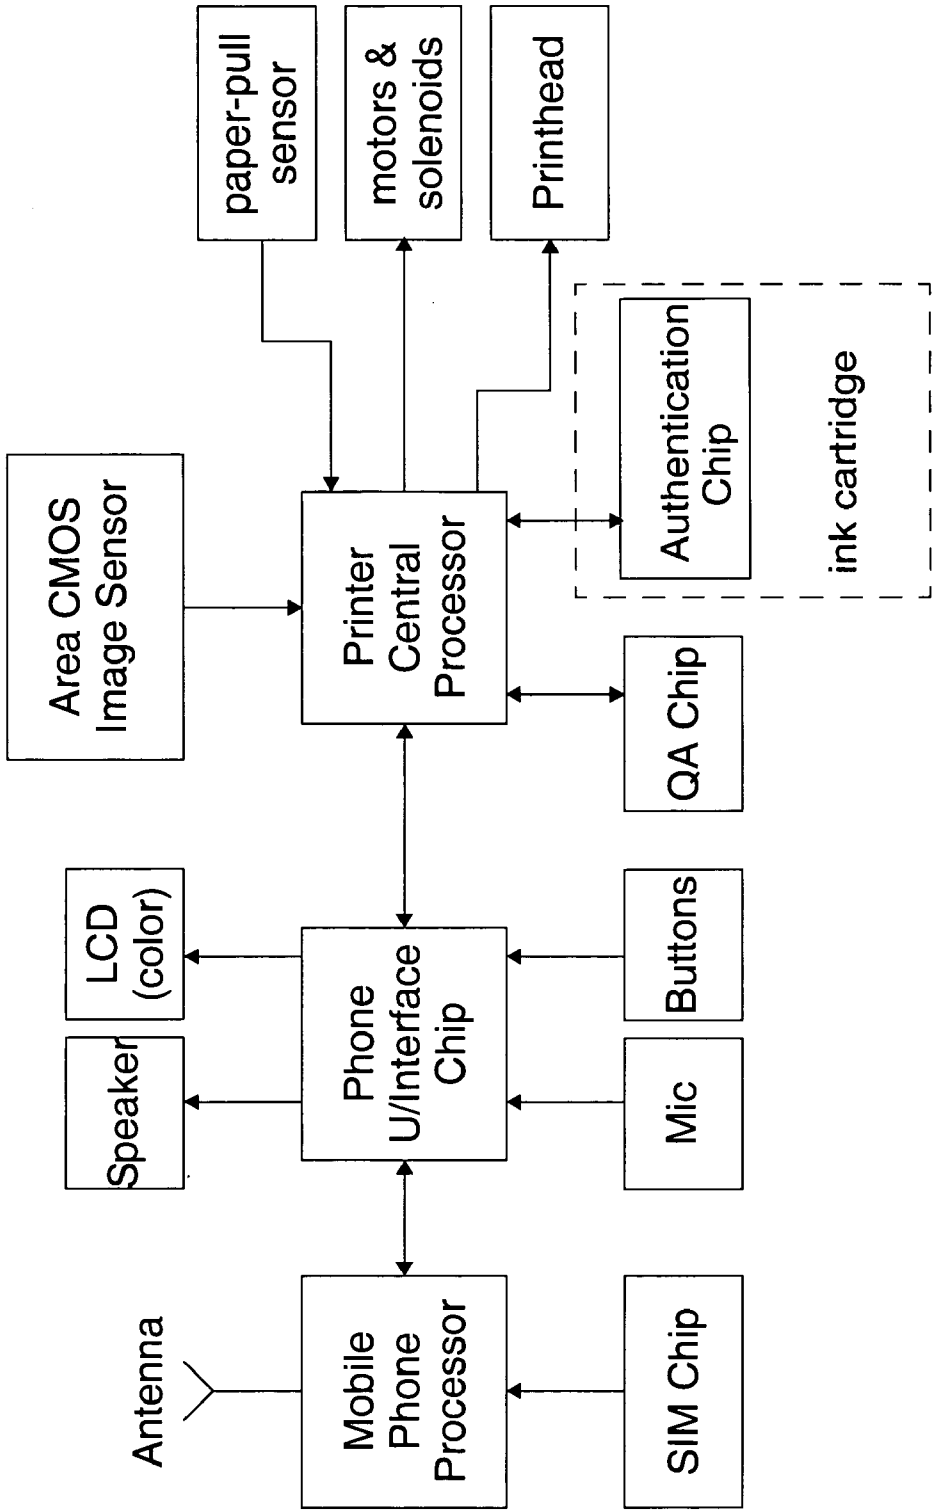 Antenna
Speaker
LCD
(color)
Area CMOS
Image Sensor
paper-pull
sensor
motors &
solenoids
Printhead
Mobile
Phone
Processor
Phone
U/Interface
Chip
Printer
Central
Processor
SIM Chip
Mic
Buttons
QA Chip
Authentication
Chip
ink cartridge